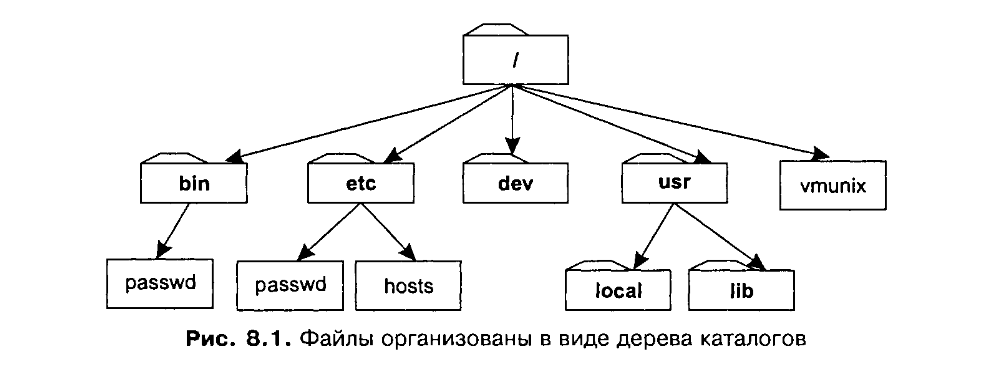 /
bin
etc
dev
usr
vmunix
passwd
passwd
hosts
local
lib
Рис. 8.1. Файлы организованы в виде дерева каталогов